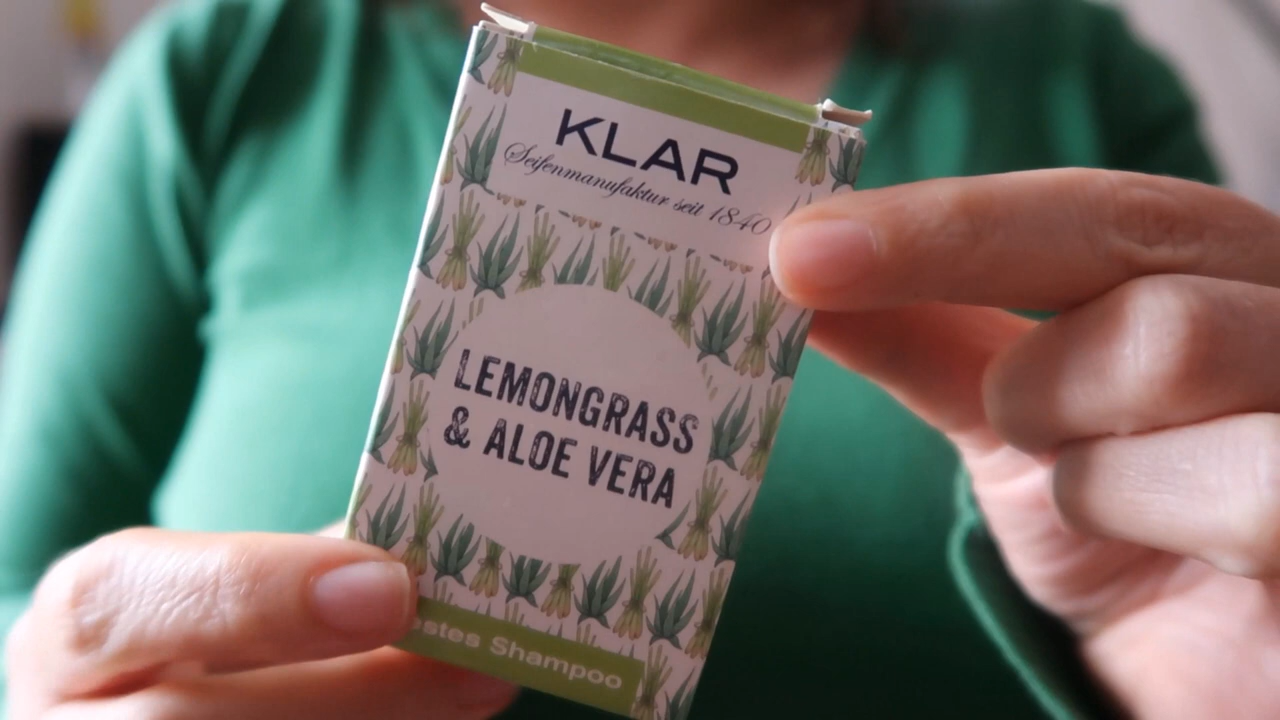 KLAR
Seifenmanufaktur seit 1840
LEMONGRASS
& ALOE VERA
Shampoo